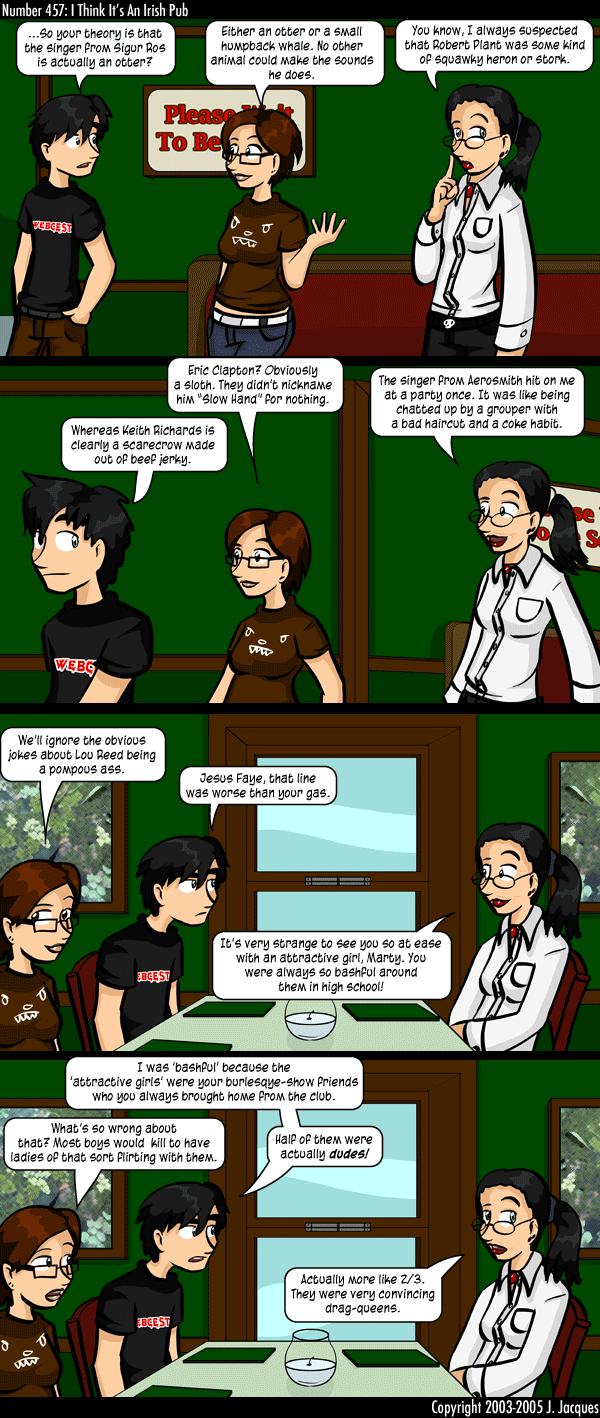 Number 457: I Think It's An Irish Pub
...So your theory is that
the singer from Sigur Ros
is actually an otter?
Either an otter or a small
humpback whale. No other
animal could make the sounds
he does.
You know, I always suspected
that Robert Plant was some kind
of squawky heron or stork.
Please
To Be
WEBCEST
Whereas Keith Richards is
clearly a scarecrow made
out of beef jerky.
Eric Clapton? Obviously
a sloth. They didn't nickname
him "Slow Hand" for nothing.
The singer from Aerosmith hit on me
at a party once. It was like being
chatted up by a grouper with
a bad haircut and a coke habit.
WEBC
We'll ignore the obvious
jokes about Lou Reed being
a pompous ass.
Jesus Faye, that line
was worse than your gas.
It's very strange to see you so at ease
with an attractive girl, Marty. You
were always so bashful around
them in high school!
EBCEST
I was 'bashful' because the
'attractive girls' were your burlesqye-show friends
who you always brought home from the club.
Half of them were
actually dudes!
What's so wrong about
that? Most boys would kill to have
ladies of that sort flirting with them.
Actually more like 2/3.
They were very convincing
drag-queens.
EBCEST
Copyright 2003-2005 J. Jacques